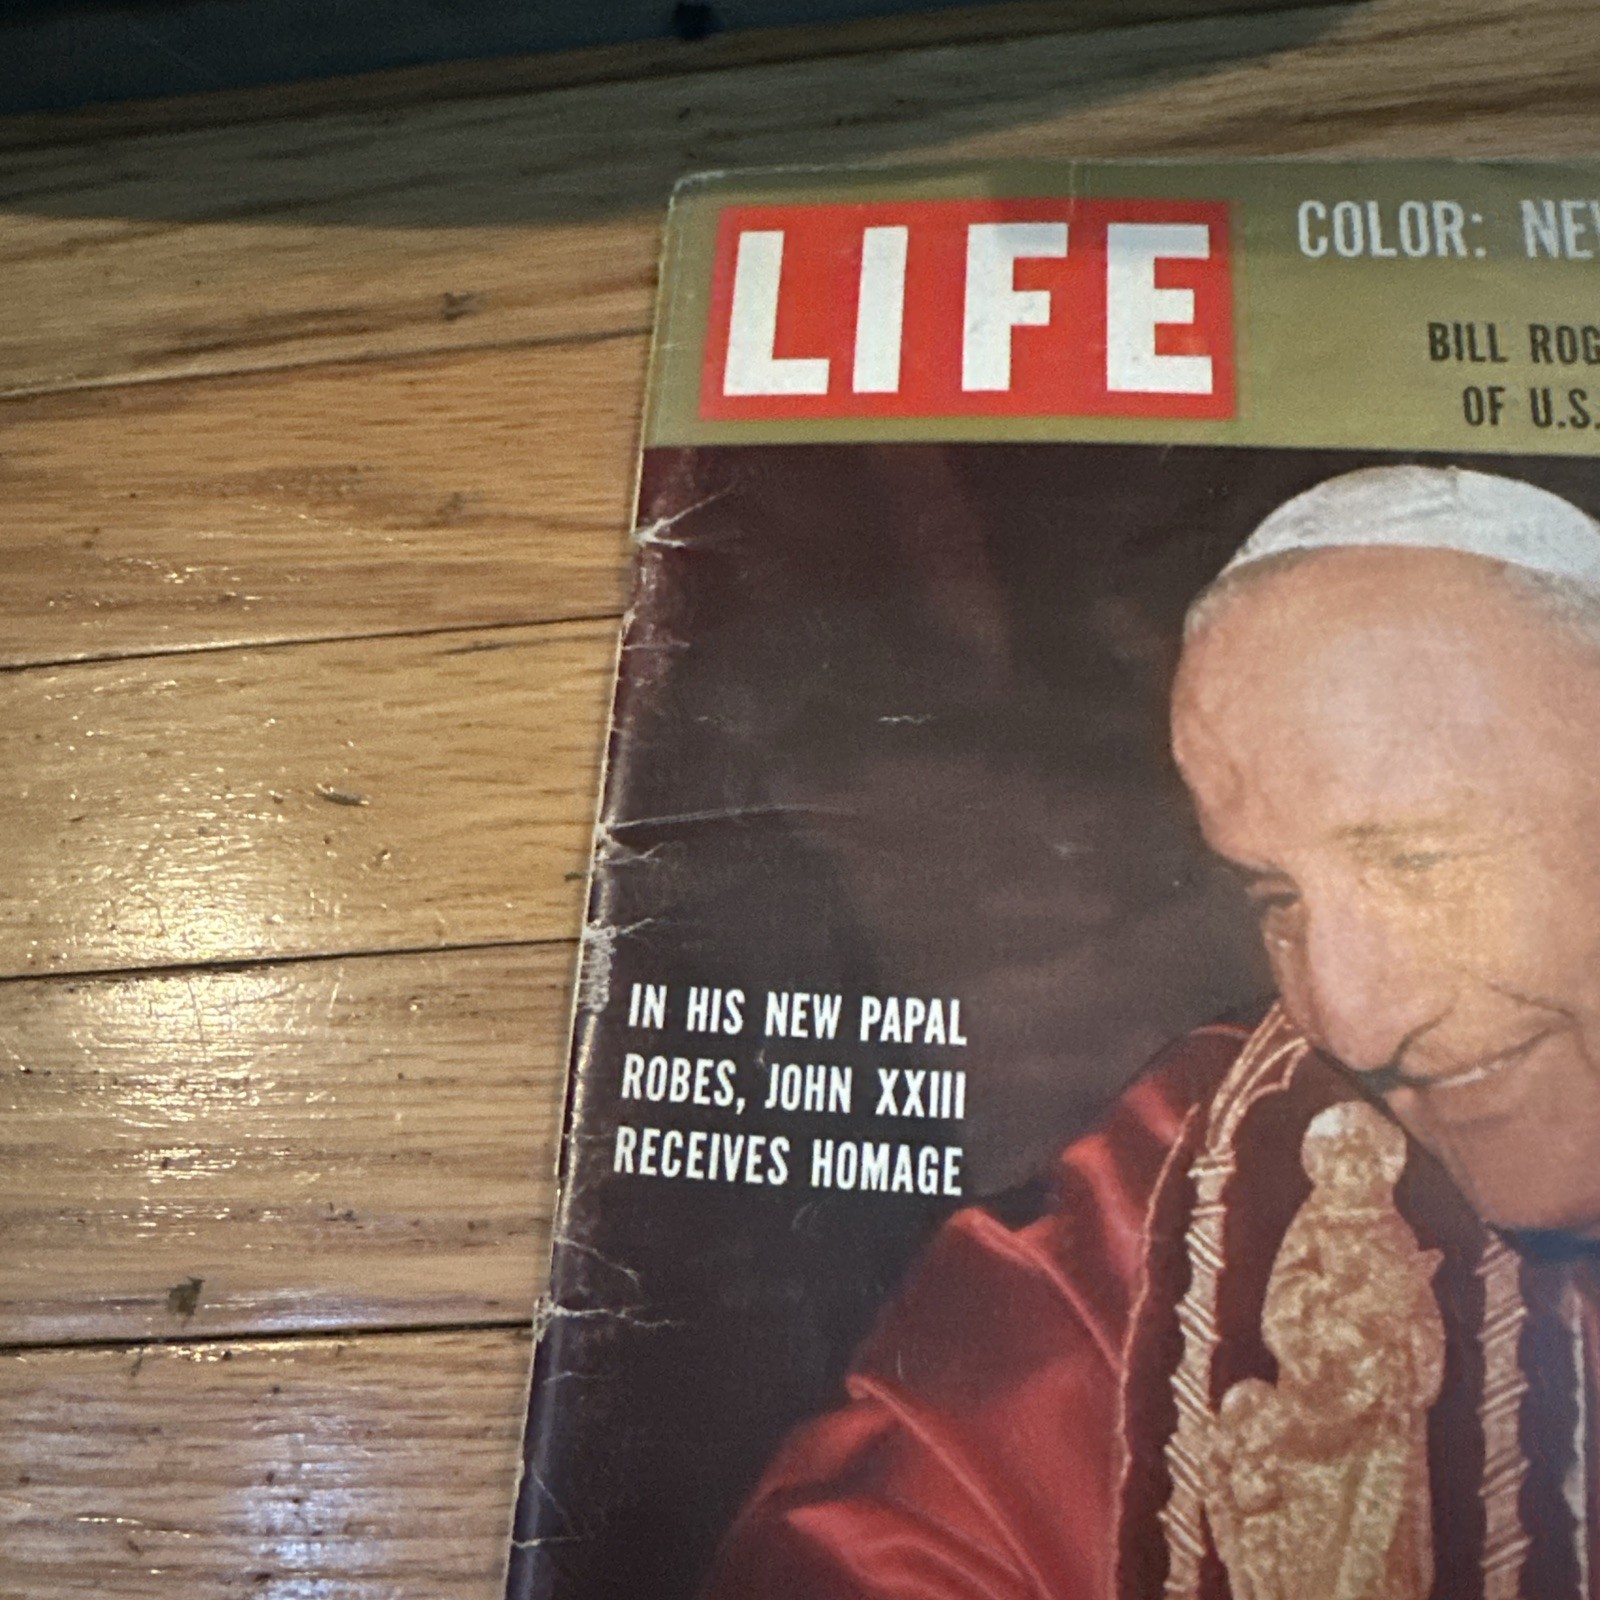 LIFE
COLOR: NE
BILL ROG
OF U.S.
IN HIS NEW PAPAL
ROBES, JOHN XXIII
RECEIVES HOMAGE